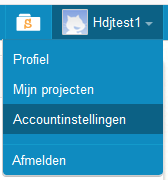 Hdjtest1
Profiel
Mijn projecten
Accountinstellingen
Afmelden